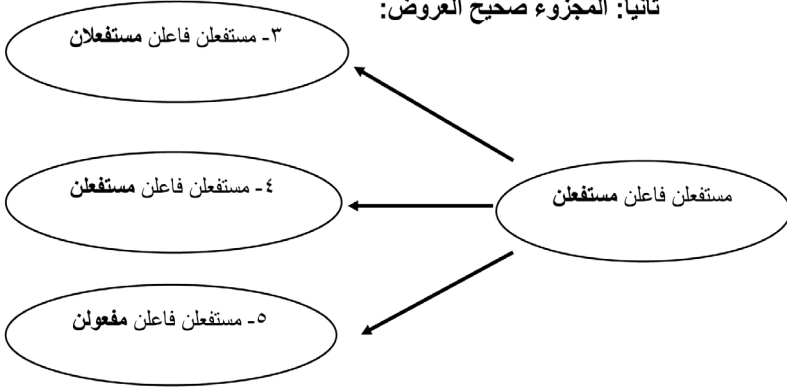 ثانيا: المجزوء صحيح العروض:
مستفعلن فاعلن مستفعلن
٣- مستفعلن فاعلن مستفعلان
٤- مستفعلن فاعلن مستفعلن
٥- مستفعلن فاعلن مفعولن